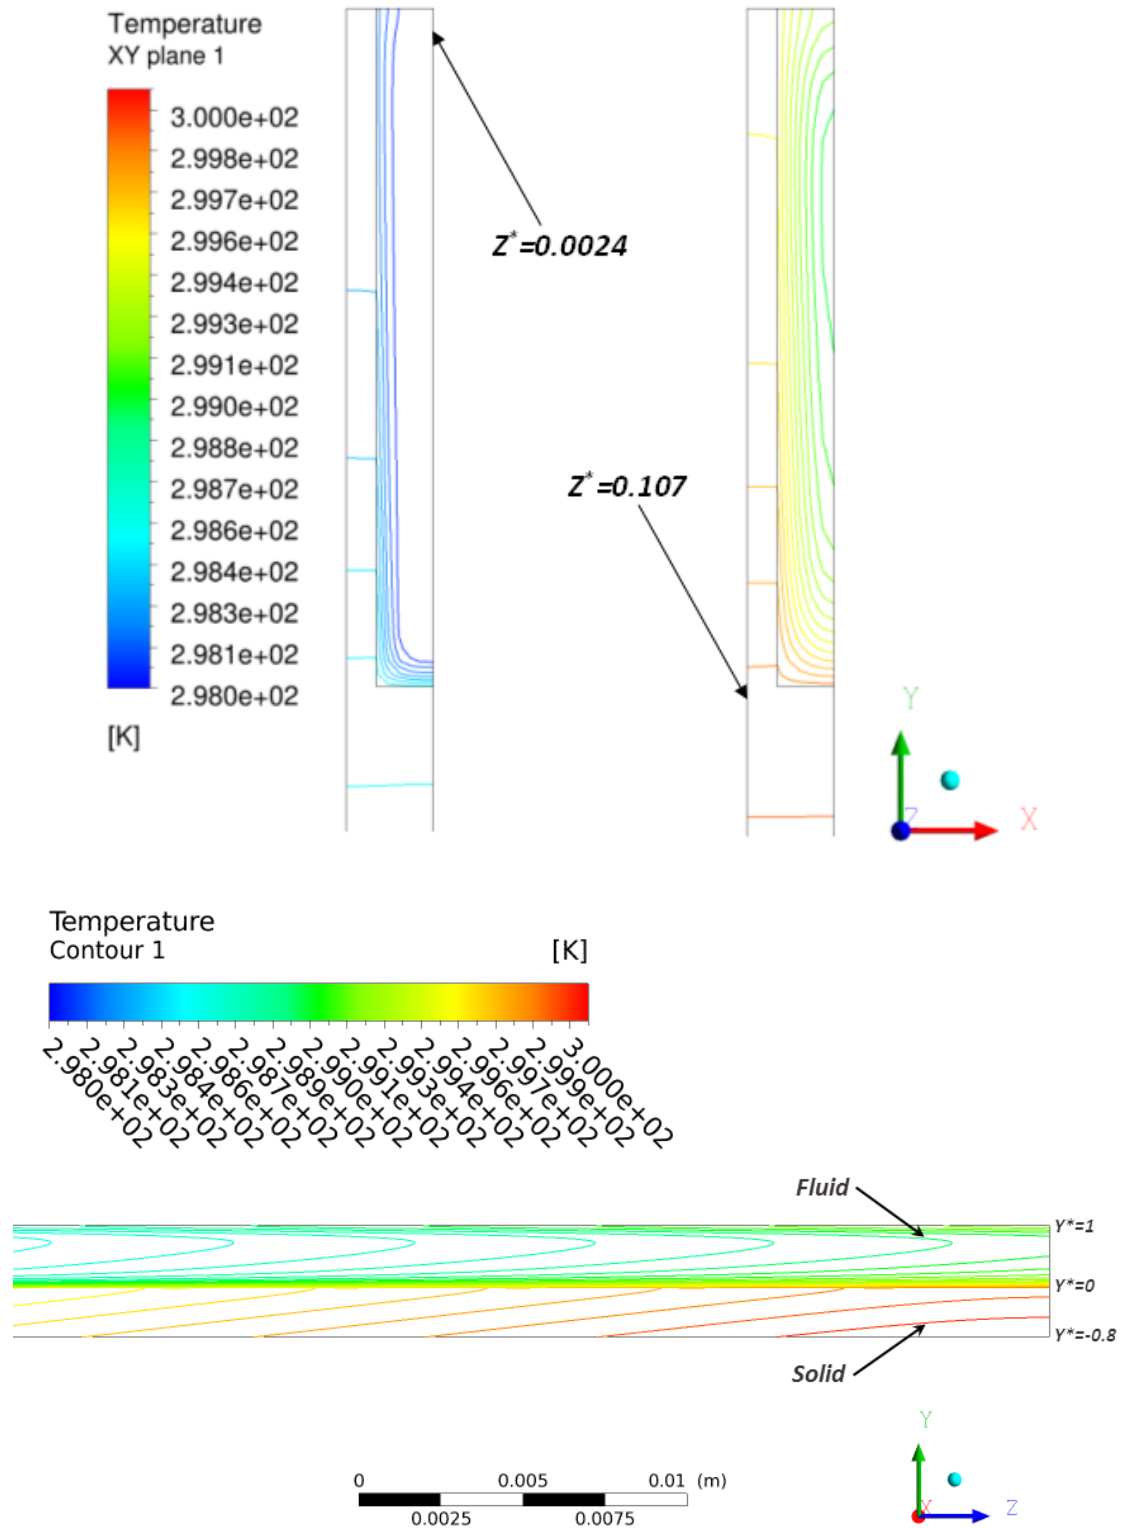 Temperature
XY plane 1
3.000e+02
2.998e+02
2.997e+02
2.996e+02
2.994e+02
2.993e+02
2.991e+02
2.990e+02
2.988e+02
2.987e+02
2.986e+02
2.984e+02
2.983e+02
2.981e+02
2.980e+02
[K]
Z*=0.0024
Z*=0.107
Y
Z
X
Temperature
Contour 1
[K]
2.980e+02
2.981e+02
2.983e+02
2.984e+02
2.986e+02
2.987e+02
2.989e+02
2.990e+02
2.991e+02
2.993e+02
2.994e+02
2.996e+02
2.997e+02
2.999e+02
3.000e+02
Fluid
Y*=1
Y*=0
Y*=-0.8
Solid
Y
X
Z
0 0.005 0.01 (m)
0.0025 0.0075